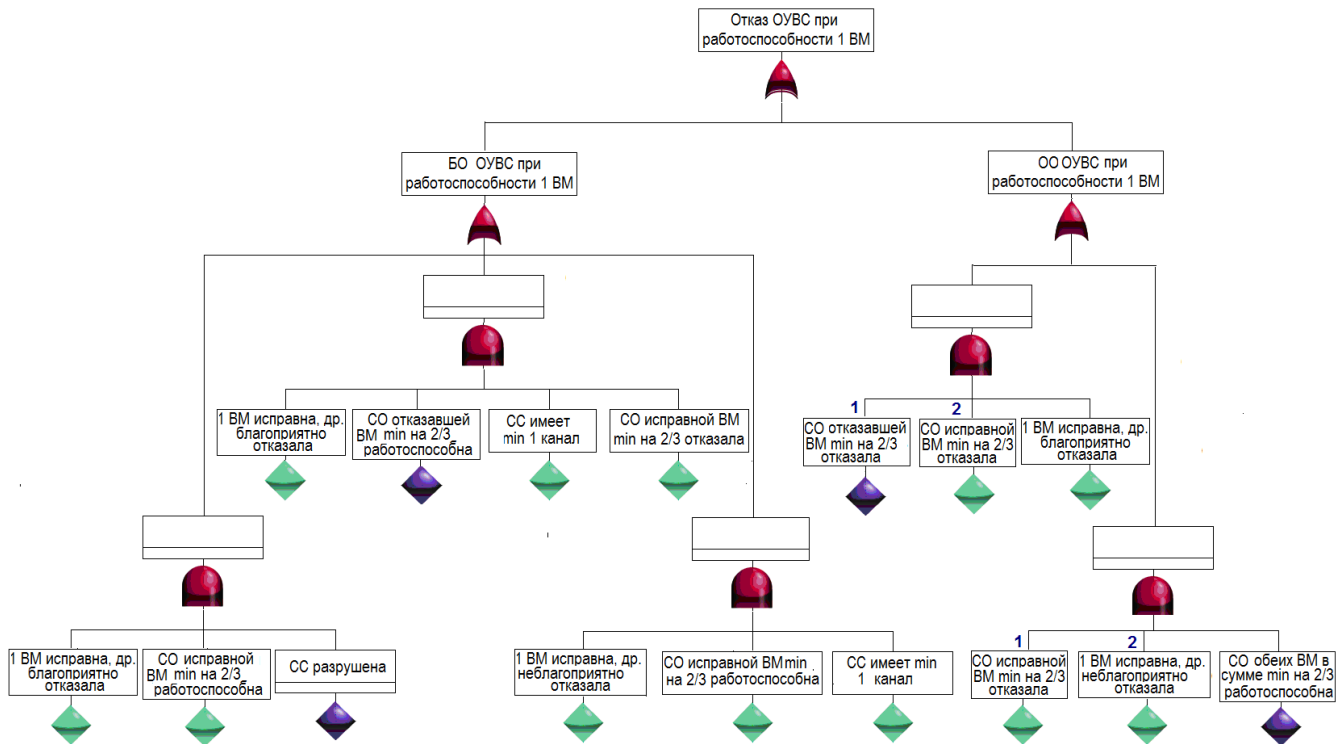 Отказ ОУВС при
работоспособности 1 ВМ
БО ОУВС при
работоспособности 1 ВМ
ОО ОУВС при
работоспособности 1 ВМ
1 ВМ исправна, др.
благоприятно
отказала
СО отказавшей
ВМ min на 2/3
работоспособна
СС имеет
min 1 канал
СО исправной ВМ
min на 2/3 отказала
1
СО отказавшей
ВМ min на 2/3
отказала
2
СО исправной
ВМ min на 2/3
отказала
1 ВМ исправна, др.
благоприятно
отказала
1 ВМ исправна, др.
благоприятно
отказала
СО исправной
ВМ min на 2/3
работоспособна
СС разрушена
1 ВМ исправна, др.
неблагоприятно
отказала
СО исправной ВМ min
на 2/3 работоспособна
СС имеет min
1 канал
1
СО исправной
ВМ min на 2/3
отказала
2
1 ВМ исправна, др.
неблагоприятно
отказала
СО обеих ВМ в
сумме min на 2/3
работоспособна